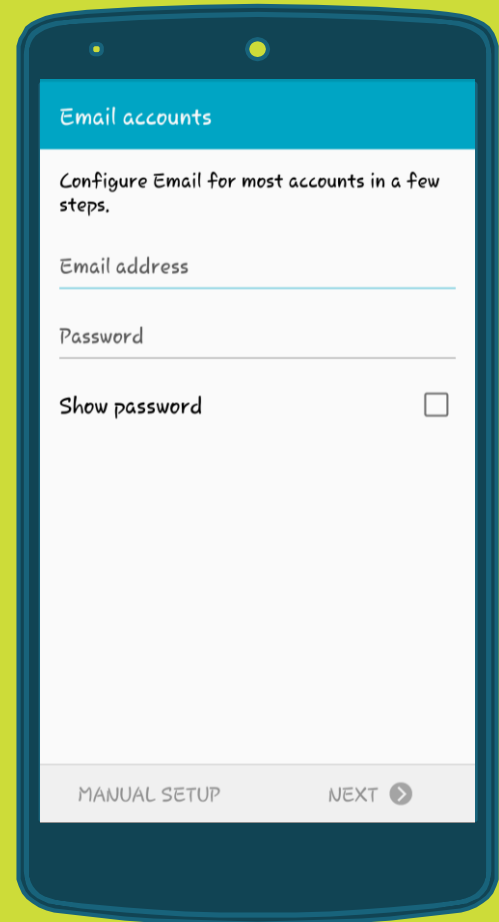 Email accounts
Configure Email for most accounts in a few
steps.
Email address
Password
Show password
MANUAL SETUP
NEXT